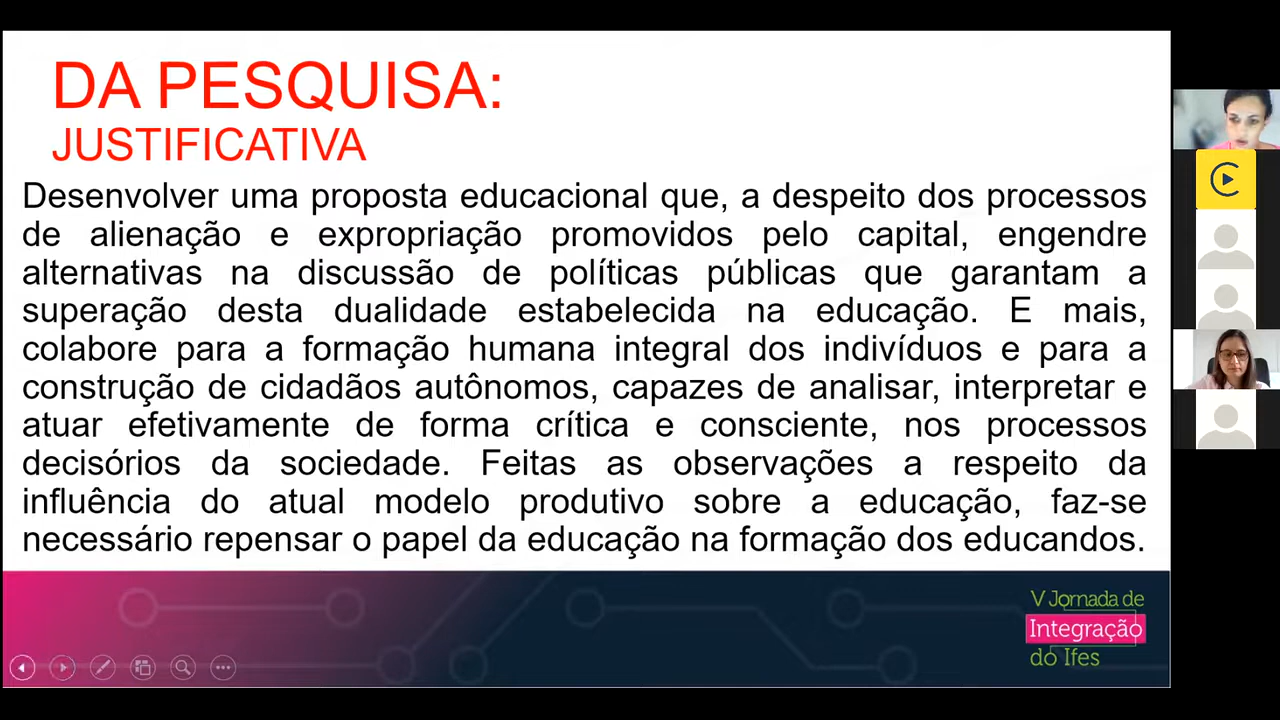 DA PESQUISA:
JUSTIFICATIVA
Desenvolver uma proposta educacional que, a despeito dos processos
de alienação e expropriação promovidos pelo capital, engendre
alternativas na discussão de políticas públicas que garantam a
superação desta dualidade estabelecida na educação. E mais,
colabore para a formação humana integral dos indivíduos e para a
construção de cidadãos autônomos, capazes de analisar, interpretar e
atuar efetivamente de forma crítica e consciente, nos processos
decisórios da sociedade. Feitas as observações a respeito da
influência do atual modelo produtivo sobre a educação, faz-se
necessário repensar o papel da educação na formação dos educandos.
V Jornada de
Integração
do Ifes